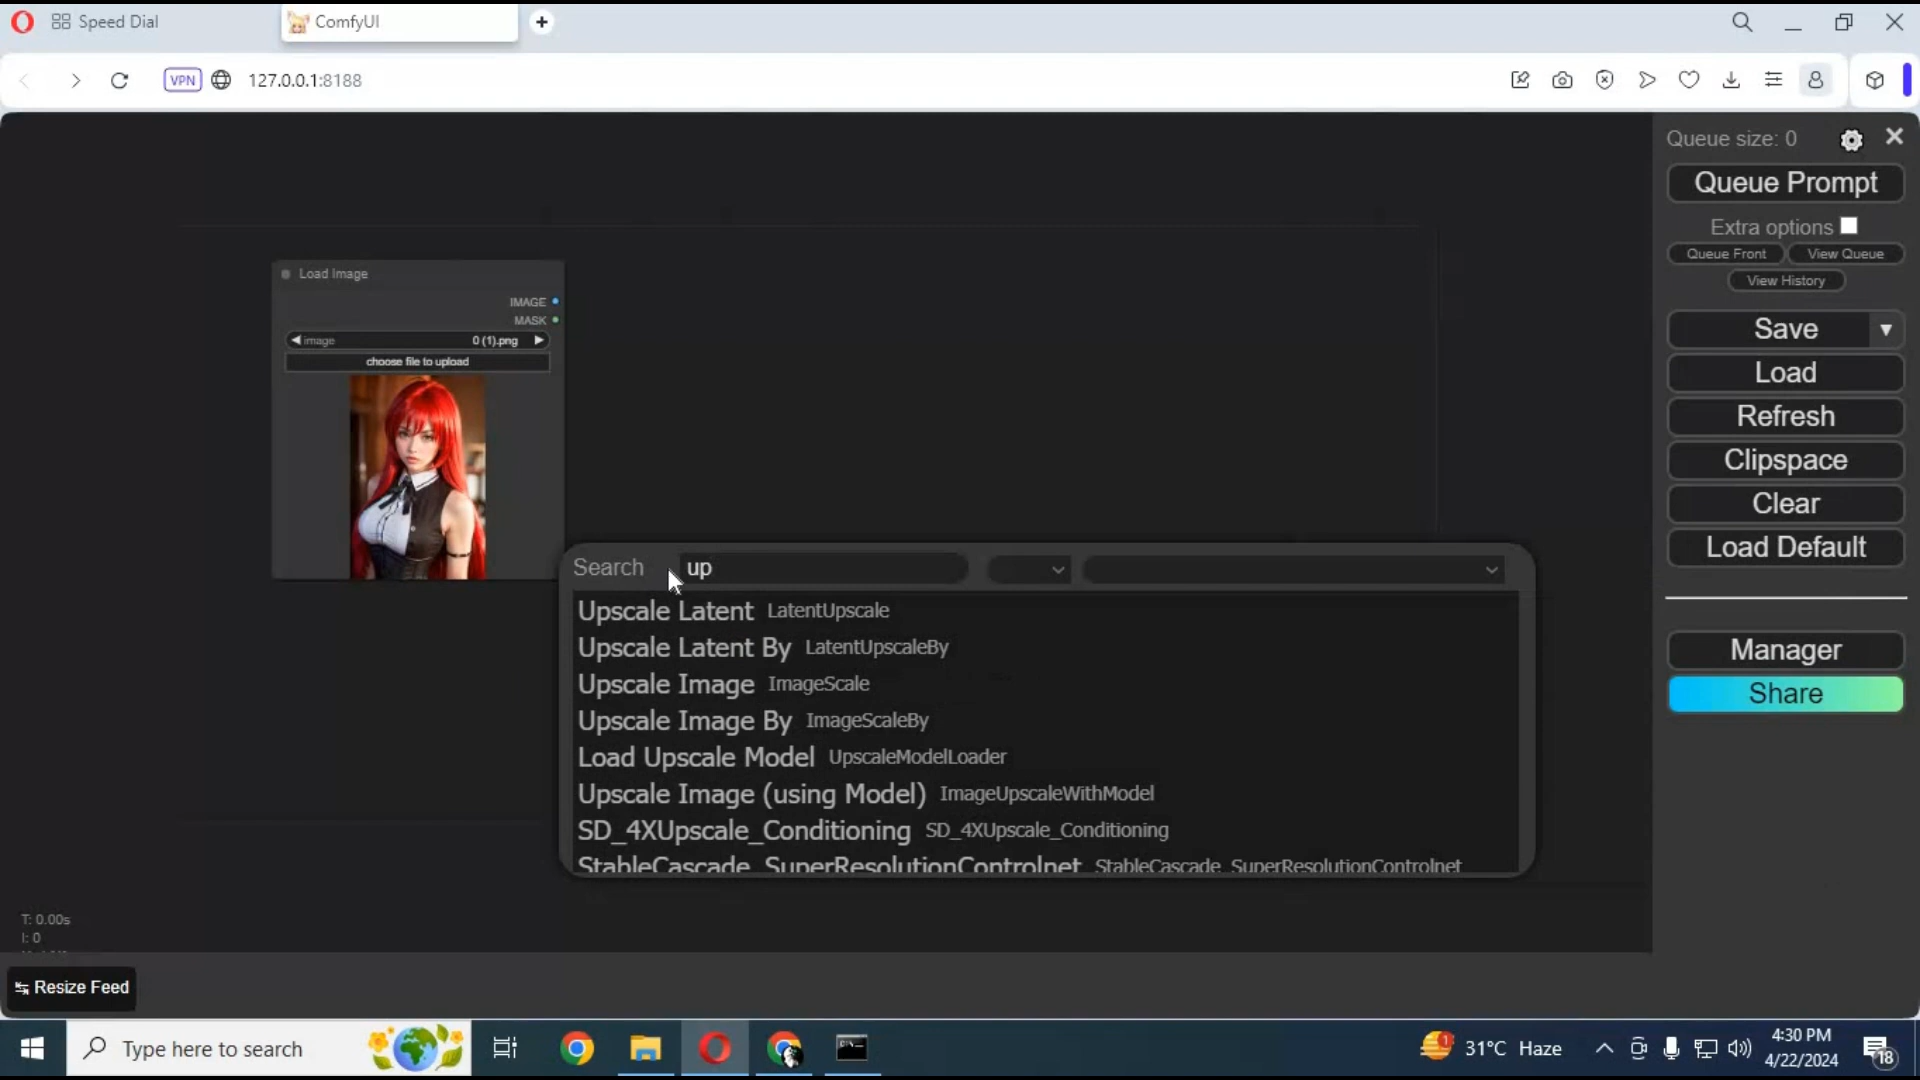 Speed Dial
ComfyUI
VPN
127.0.0.1:8188
Queue size: 0
Queue Prompt
Extra options
Queue Front
View Queue
View History
Save
Load
Refresh
Clipspace
Clear
Load Default
Manager
Share
Load Image
IMAGE
MASK
image
0 (1).png
choose file to upload
Search up
Upscale Latent LatentUpscale
Upscale Latent By LatentUpscaleBy
Upscale Image ImageScale
Upscale Image By ImageScaleBy
Load Upscale Model UpscaleModelLoader
Upscale Image (using Model) ImageUpscaleWithModel
SD_4XUpscale_Conditioning SD_4XUpscale_Conditioning
StableCascade_SuperResolutionControlnet StableCascade_SuperResolutionControlnet
T: 0.00s
I: 0
Resize Feed
Type here to search
1
31°C Haze
4:30 PM
4/22/2024
18